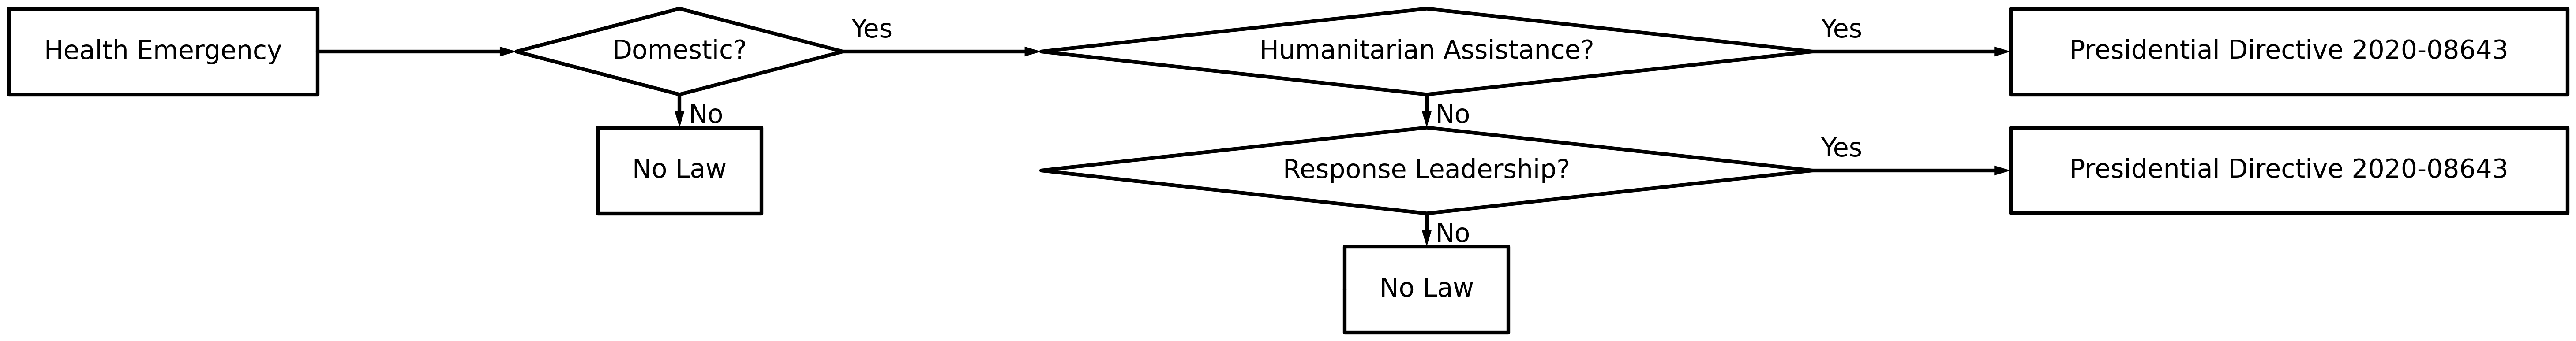 Health Emergency
Domestic?
Yes
Humanitarian Assistance?
Yes
Presidential Directive 2020-08643
No
No
No Law
Response Leadership?
Yes
Presidential Directive 2020-08643
No
No Law